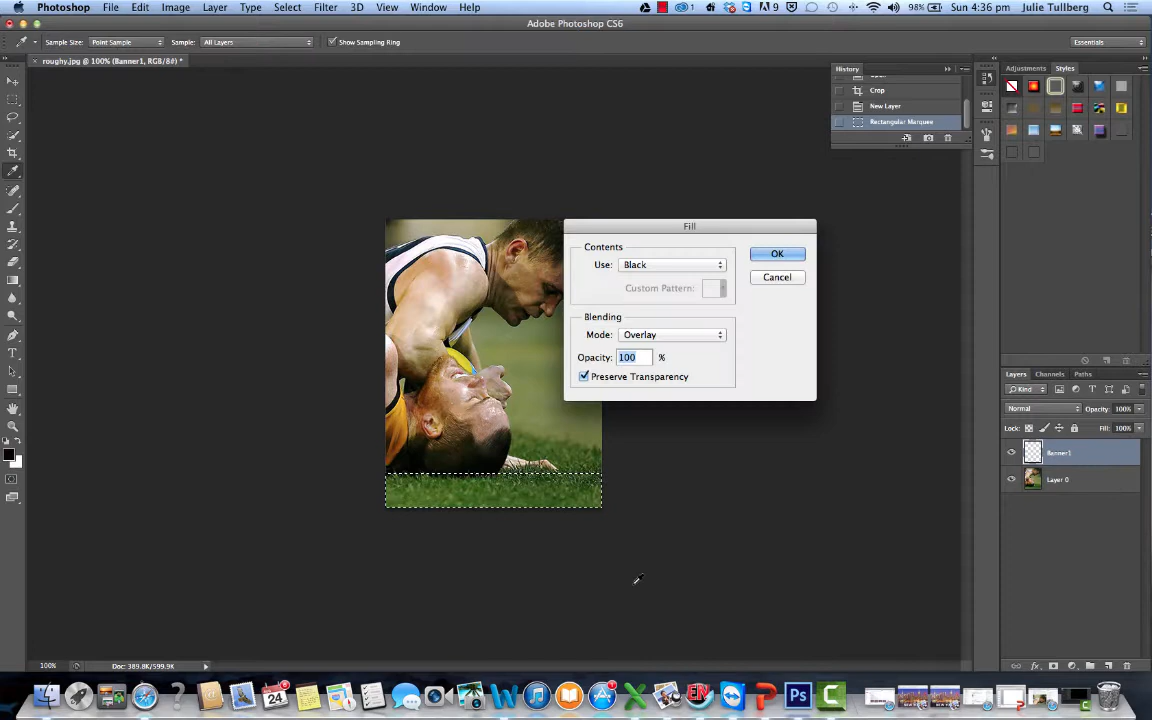 Photoshop File Edit Image Layer Type Select Filter 3D View Window Help
1 9 98% Sun 4:36 pm Julie Tullberg
Adobe Photoshop CS6
Sample Size: Point Sample Sample: All Layers Show Sampling Ring Essentials
roughy.jpg @ 100% (Banner1, RGB/8#) *
History
Crop
New Layer
Rectangular Marquee
Adjustments Styles
Fill
Contents
Use: Black
Custom Pattern:
OK
Cancel
Blending
Mode: Overlay
Opacity: 100 %
Preserve Transparency
Layers Channels Paths
Kind
Normal Opacity: 100%
Lock: Fill: 100%
Banner1
Layer 0
100% Doc: 389.8K/599.9K
24